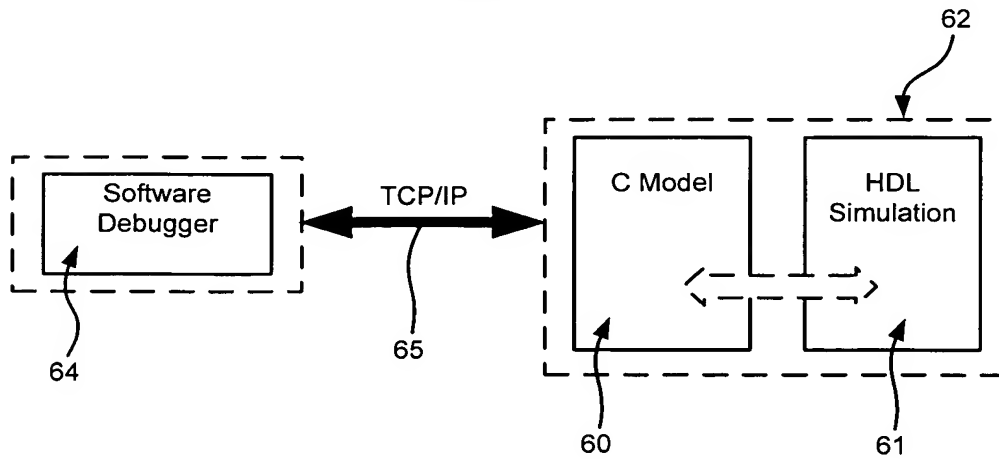 62
Software
Debugger
TCP/IP
C Model
HDL
Simulation
64
65
60
61